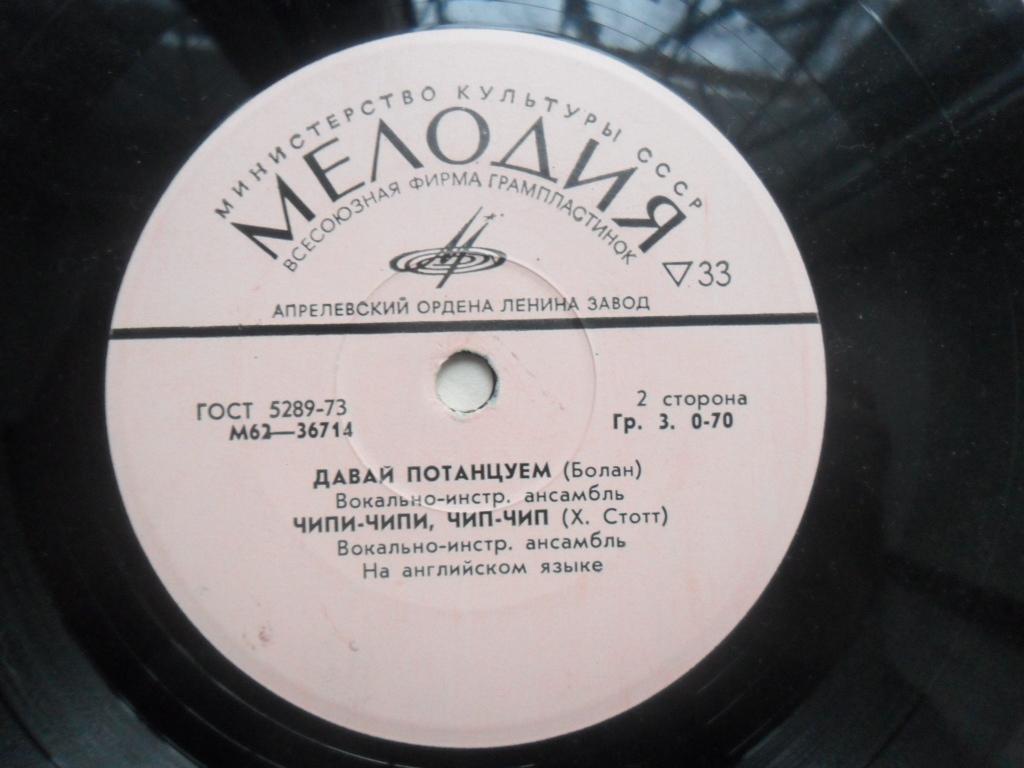 МИНИСТЕРСТВО КУЛЬТУРЫ СССР
МЕЛОДИЯ
ВСЕСОЮЗНАЯ ФИРМА ГРАМПЛАСТИНОК
▽33
АПРЕЛЕВСКИЙ ОРДЕНА ЛЕНИНА ЗАВОД
ГОСТ 5289-73
М62—36714
2 сторона
Гр. 3. 0-70
ДАВАЙ ПОТАНЦУЕМ (Болан)
Вокально-инстр. ансамбль
ЧИПИ-ЧИПИ, ЧИП-ЧИП (Х. Стотт)
Вокально-инстр. ансамбль
На английском языке